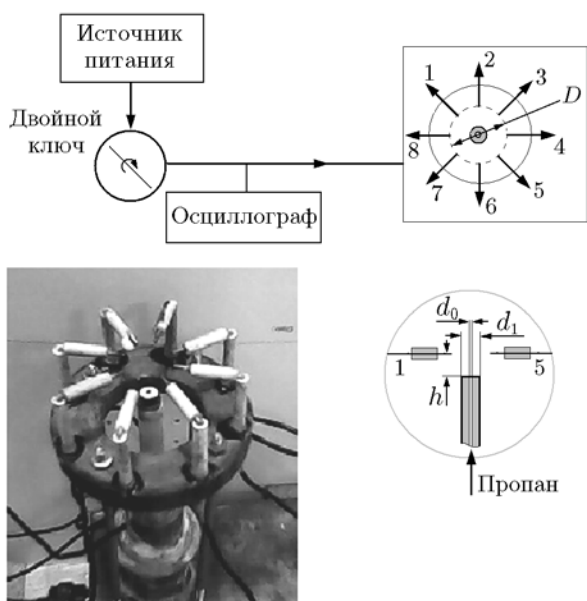 Источник
питания
Двойной
ключ
Осциллограф
1
2
3
D
8
4
7
6
5
d₀
d₁
1
5
h
Пропан